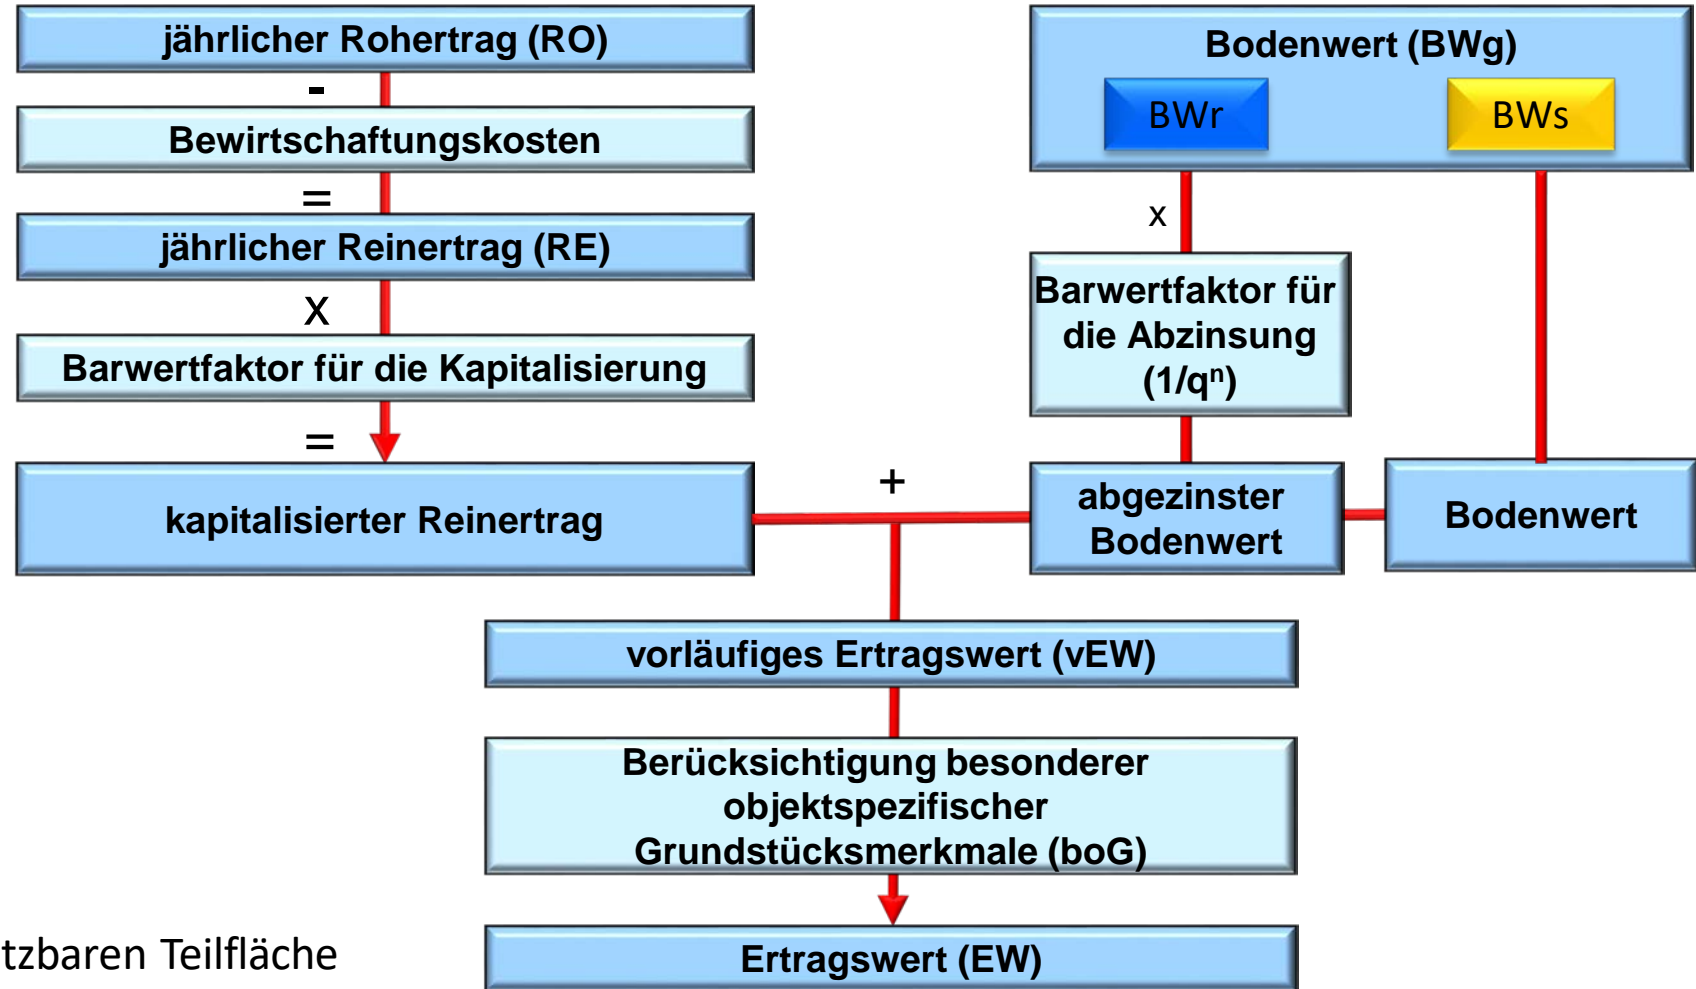 jährlicher Rohertrag (RO)
-
Bewirtschaftungskosten
=
jährlicher Reinertrag (RE)
X
Barwertfaktor für die Kapitalisierung
=
kapitalisierter Reinertrag
+
Bodenwert (BWg)
BWr
BWs
x
Barwertfaktor für
die Abzinsung
(1/qⁿ)
abgezinster
Bodenwert
Bodenwert
vorläufiges Ertragswert (vEW)
Berücksichtigung besonderer
objektspezifischer
Grundstücksmerkmale (boG)
Ertragswert (EW)
tzbaren Teilfläche